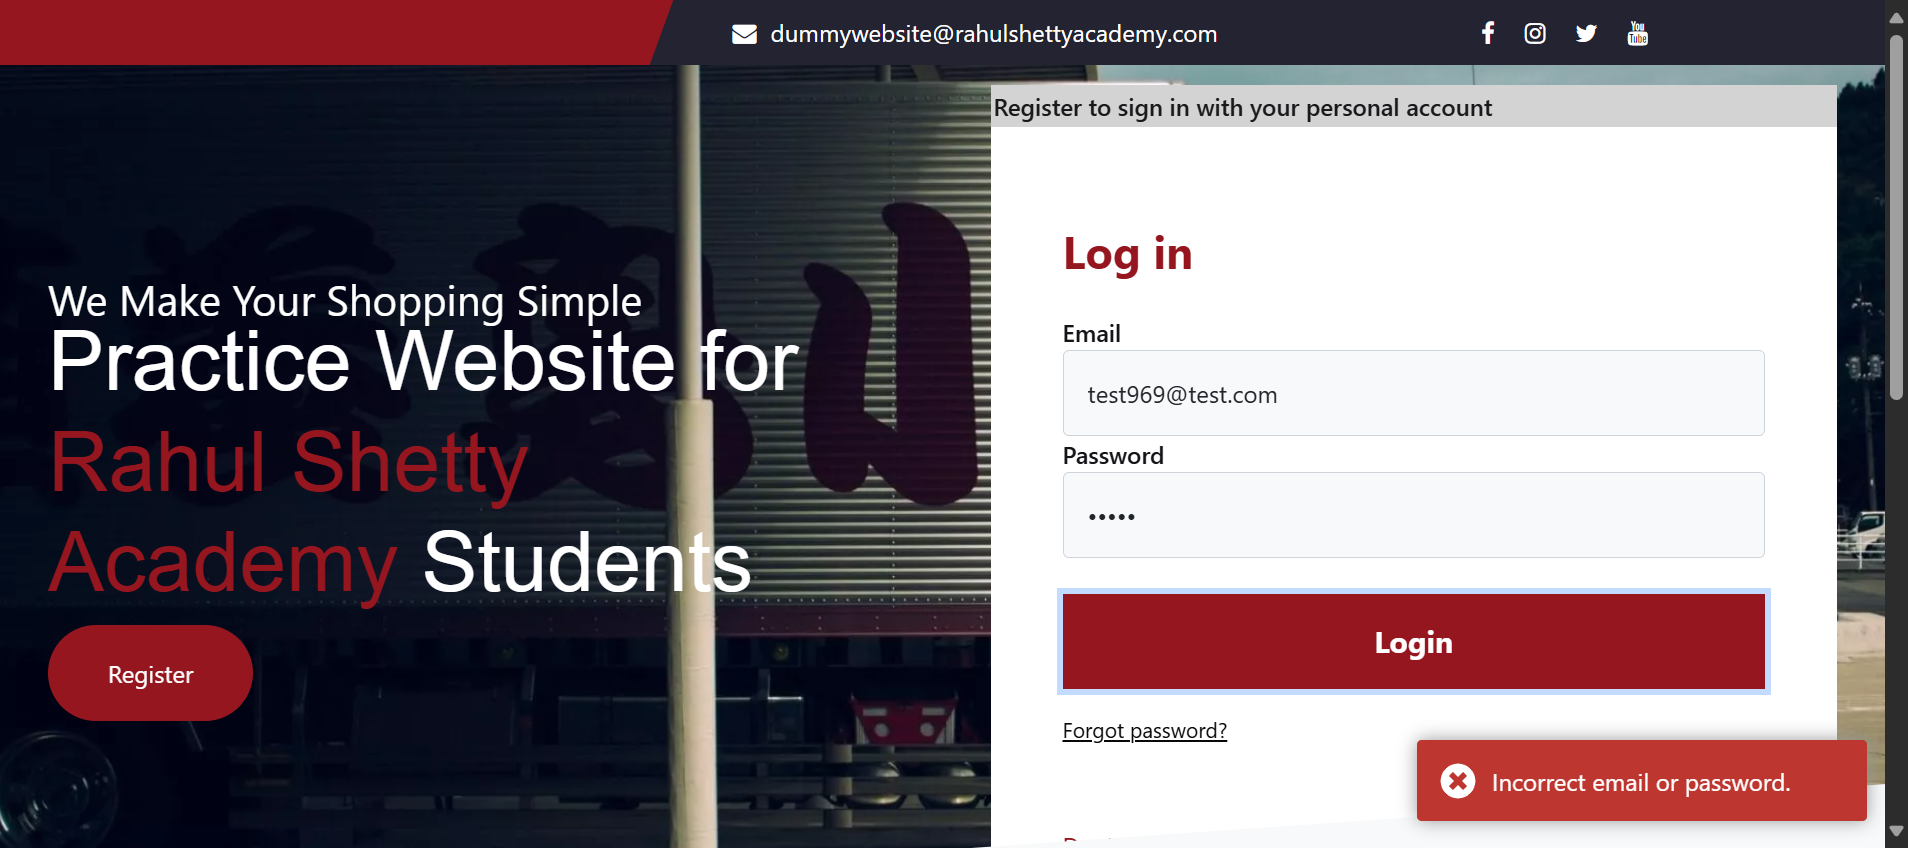 dummywebsite@rahulshettyacademy.com
You
Tube
We Make Your Shopping Simple
Practice Website for
Rahul Shetty
Academy Students
Register
Register to sign in with your personal account
Log in
Email
test969@test.com
Password
•••••
Login
Forgot password?
Incorrect email or password.